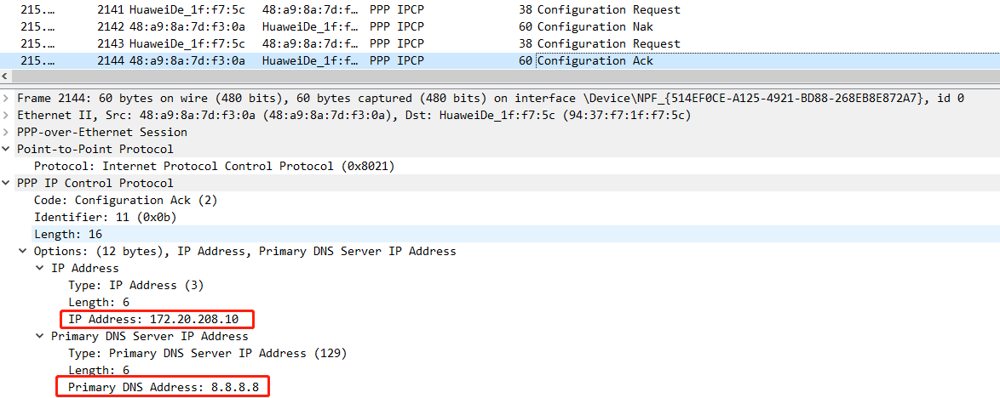 215.… 2141 HuaweiDe_1f:f7:5c 48:a9:8a:7d:f… PPP IPCP 38 Configuration Request
215.… 2142 48:a9:8a:7d:f3:0a HuaweiDe_1f:f… PPP IPCP 60 Configuration Nak
215.… 2143 HuaweiDe_1f:f7:5c 48:a9:8a:7d:f… PPP IPCP 38 Configuration Request
215.… 2144 48:a9:8a:7d:f3:0a HuaweiDe_1f:f… PPP IPCP 60 Configuration Ack
Frame 2144: 60 bytes on wire (480 bits), 60 bytes captured (480 bits) on interface \Device\NPF_{514EF0CE-A125-4921-BD88-268EB8E872A7}, id 0
Ethernet II, Src: 48:a9:8a:7d:f3:0a (48:a9:8a:7d:f3:0a), Dst: HuaweiDe_1f:f7:5c (94:37:f7:1f:f7:5c)
PPP-over-Ethernet Session
Point-to-Point Protocol
Protocol: Internet Protocol Control Protocol (0x8021)
PPP IP Control Protocol
Code: Configuration Ack (2)
Identifier: 11 (0x0b)
Length: 16
Options: (12 bytes), IP Address, Primary DNS Server IP Address
IP Address
Type: IP Address (3)
Length: 6
IP Address: 172.20.208.10
Primary DNS Server IP Address
Type: Primary DNS Server IP Address (129)
Length: 6
Primary DNS Address: 8.8.8.8